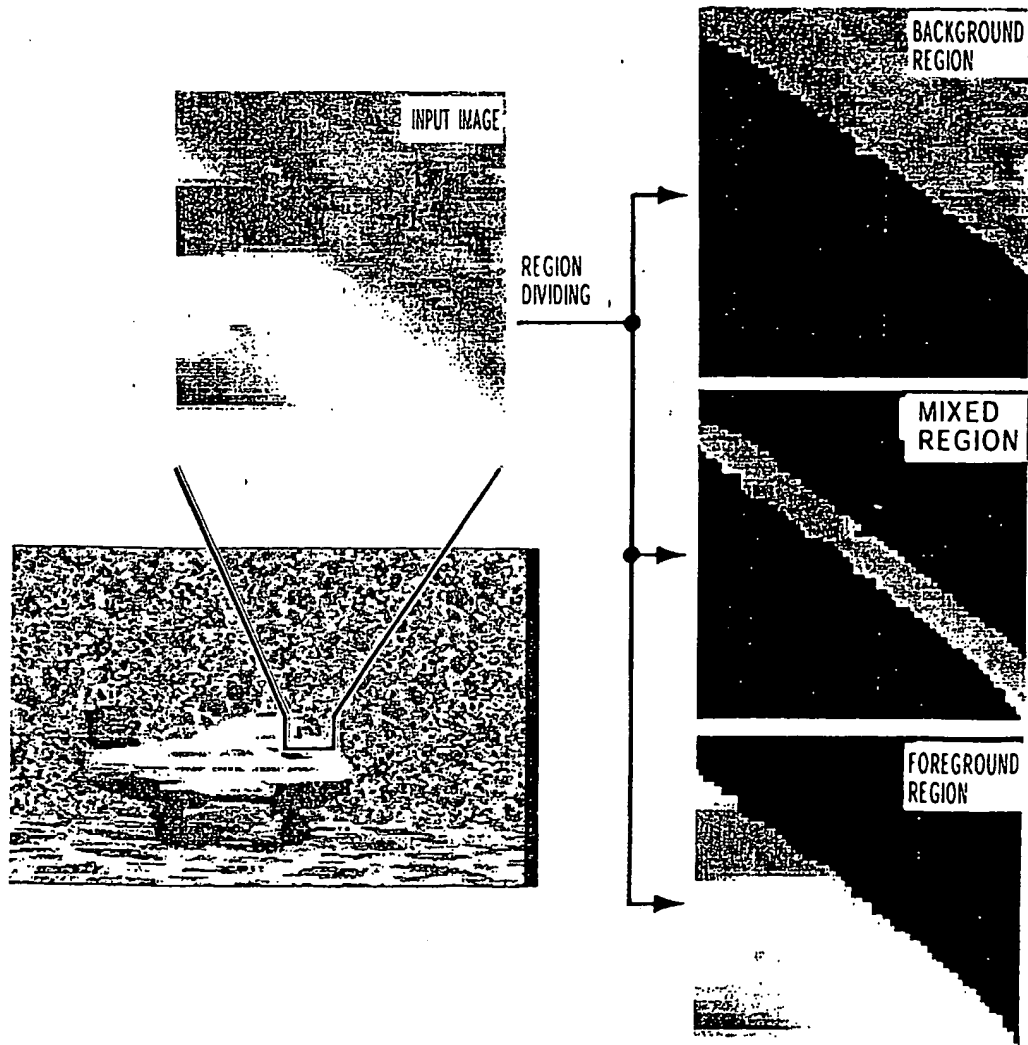 INPUT IMAGE
REGION
DIVIDING
BACKGROUND
REGION
MIXED
REGION
FOREGROUND
REGION